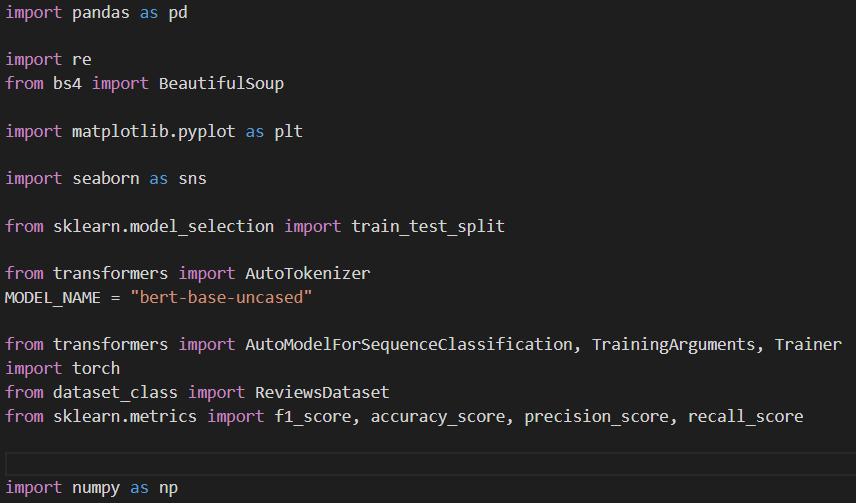 import pandas as pd
import re
from bs4 import BeautifulSoup
import matplotlib.pyplot as plt
import seaborn as sns
from sklearn.model_selection import train_test_split
from transformers import AutoTokenizer
MODEL_NAME = "bert-base-uncased"
from transformers import AutoModelForSequenceClassification, TrainingArguments, Trainer
import torch
from dataset_class import ReviewsDataset
from sklearn.metrics import f1_score, accuracy_score, precision_score, recall_score
import numpy as np